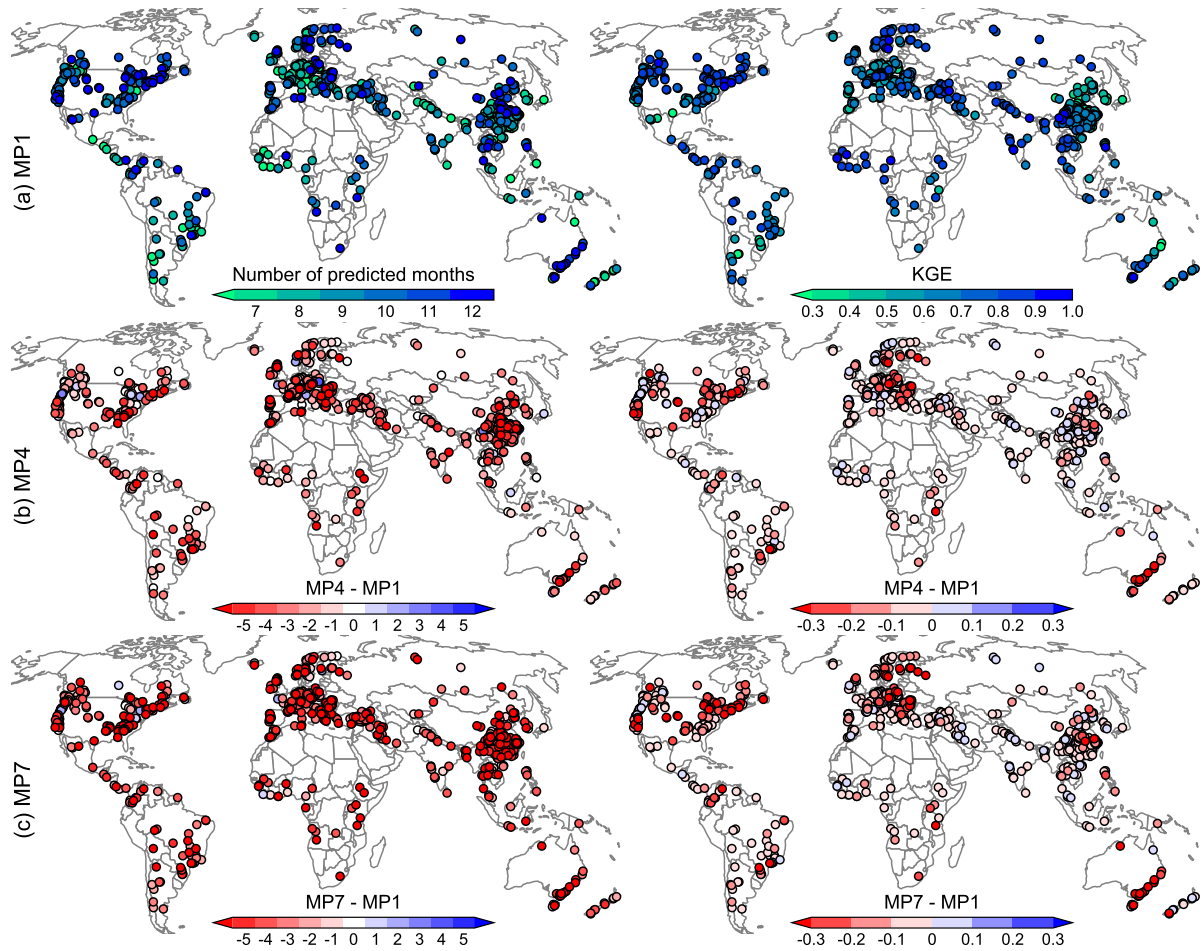 (a) MP1
Number of predicted months
7 8 9 10 11 12
KGE
0.3 0.4 0.5 0.6 0.7 0.8 0.9 1.0
(b) MP4
MP4 - MP1
-5 -4 -3 -2 -1 0 1 2 3 4 5
MP4 - MP1
-0.3 -0.2 -0.1 0 0.1 0.2 0.3
(c) MP7
MP7 - MP1
-5 -4 -3 -2 -1 0 1 2 3 4 5
MP7 - MP1
-0.3 -0.2 -0.1 0 0.1 0.2 0.3